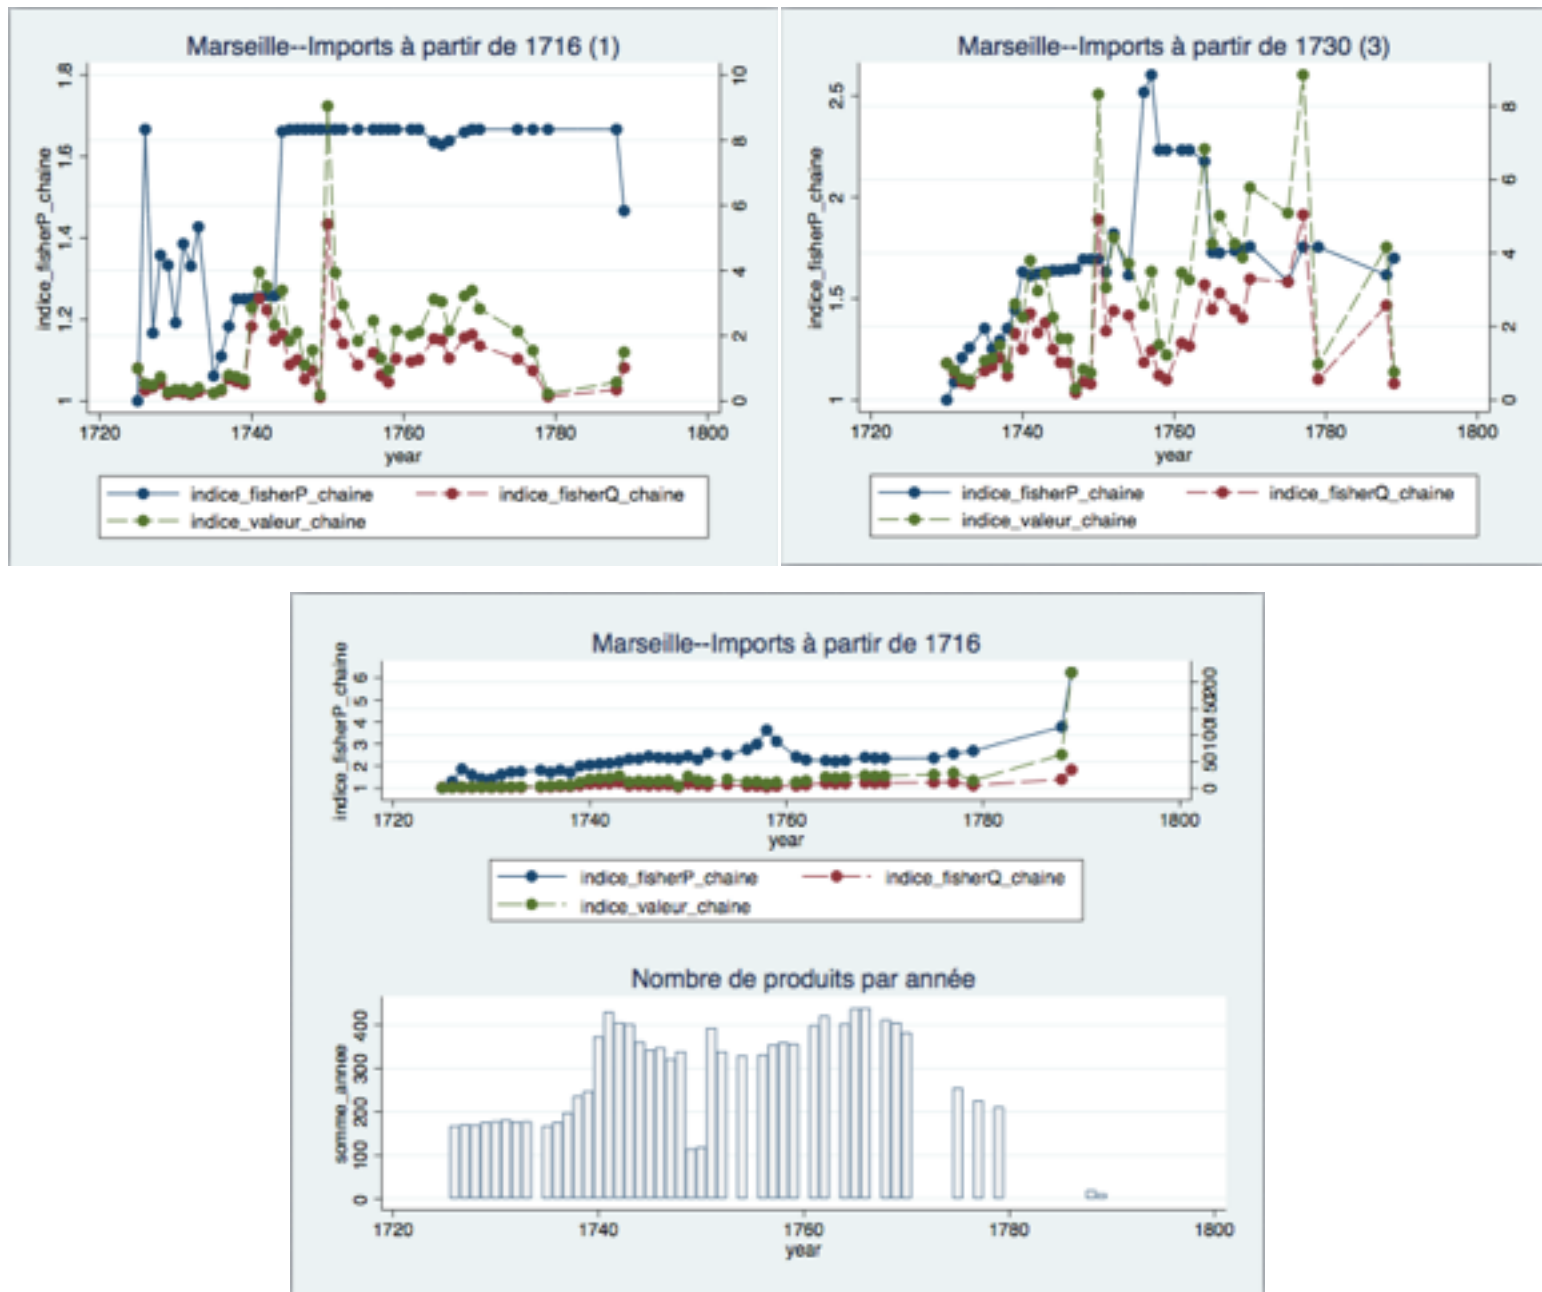 Marseille--Imports à partir de 1716 (1)
indice_fisherP_chaine
1 1.2 1.4 1.6 1.8
0 2 4 6 8 10
1720 1740 1760 1780 1800
year
indice_fisherP_chaine indice_fisherQ_chaine
indice_valeur_chaine
Marseille--Imports à partir de 1730 (3)
indice_fisherP_chaine
1 1.5 2 2.5
0 2 4 6 8
1720 1740 1760 1780 1800
year
indice_fisherP_chaine indice_fisherQ_chaine
indice_valeur_chaine
Marseille--Imports à partir de 1716
indice_fisherP_chaine
1 2 3 4 5 6
0 50 100 150 200
1720 1740 1760 1780 1800
year
indice_fisherP_chaine indice_fisherQ_chaine
indice_valeur_chaine
Nombre de produits par année
somme_annee
0 100 200 300 400
1720 1740 1760 1780 1800
year